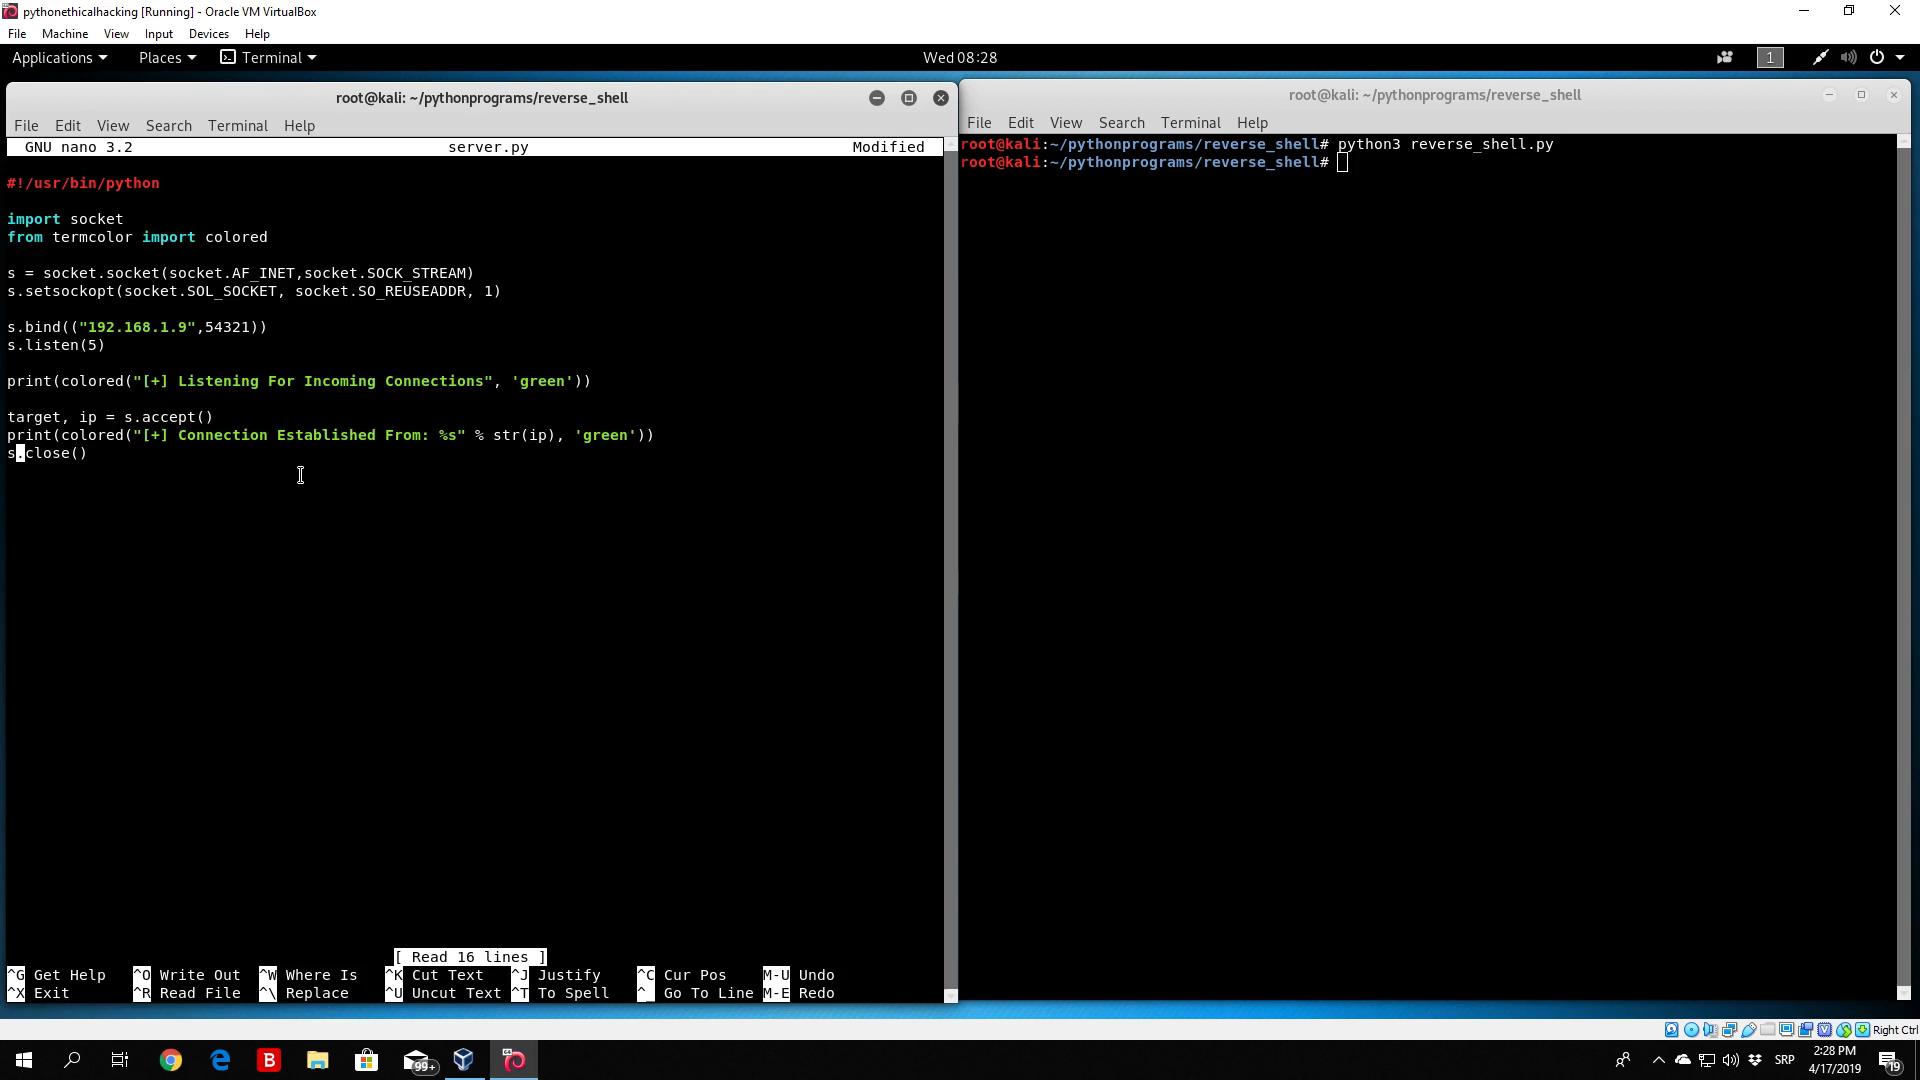 pythonethicalhacking [Running] - Oracle VM VirtualBox
File Machine View Input Devices Help
Applications Places Terminal Wed 08:28 1
root@kali: ~/pythonprograms/reverse_shell
File Edit View Search Terminal Help
GNU nano 3.2 server.py Modified
#!/usr/bin/python
import socket
from termcolor import colored
s = socket.socket(socket.AF_INET,socket.SOCK_STREAM)
s.setsockopt(socket.SOL_SOCKET, socket.SO_REUSEADDR, 1)
s.bind(("192.168.1.9",54321))
s.listen(5)
print(colored("[+] Listening For Incoming Connections", 'green'))
target, ip = s.accept()
print(colored("[+] Connection Established From: %s" % str(ip), 'green'))
s.close()
[ Read 16 lines ]
^G Get Help ^O Write Out ^W Where Is ^K Cut Text ^J Justify ^C Cur Pos M-U Undo
^X Exit ^R Read File ^\ Replace ^U Uncut Text ^T To Spell ^_ Go To Line M-E Redo
root@kali: ~/pythonprograms/reverse_shell
File Edit View Search Terminal Help
root@kali:~/pythonprograms/reverse_shell# python3 reverse_shell.py
root@kali:~/pythonprograms/reverse_shell#
Right Ctrl
99+
SRP
2:28 PM
4/17/2019
19